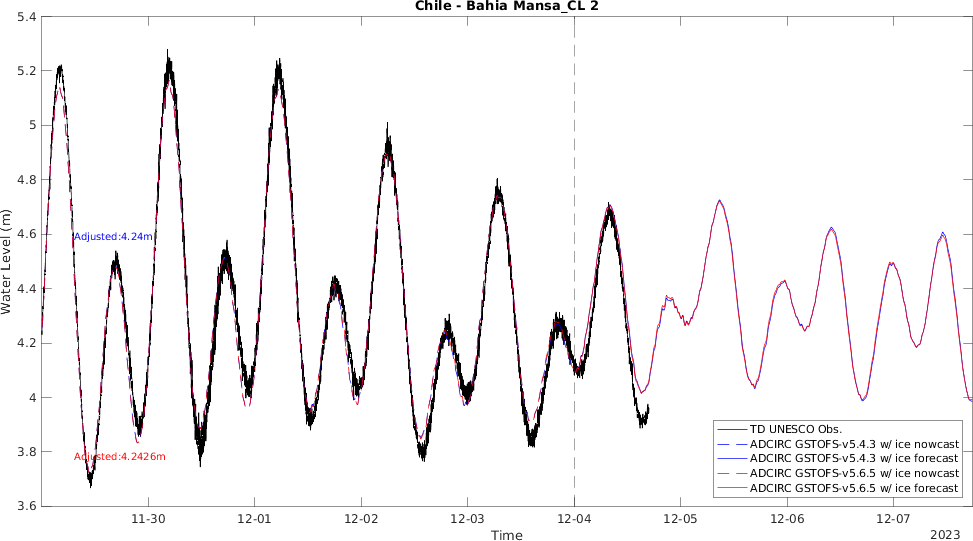 Chile - Bahia Mansa_CL 2
Water Level (m)
5.4
5.2
5
4.8
4.6
4.4
4.2
4
3.8
3.6
Adjusted:4.24m
Adjusted:4.2426m
TD UNESCO Obs.
ADCIRC GSTOFS-v5.4.3 w/ ice nowcast
ADCIRC GSTOFS-v5.4.3 w/ ice forecast
ADCIRC GSTOFS-v5.6.5 w/ ice nowcast
ADCIRC GSTOFS-v5.6.5 w/ ice forecast
11-30 12-01 12-02 12-03 12-04 12-05 12-06 12-07
Time
2023